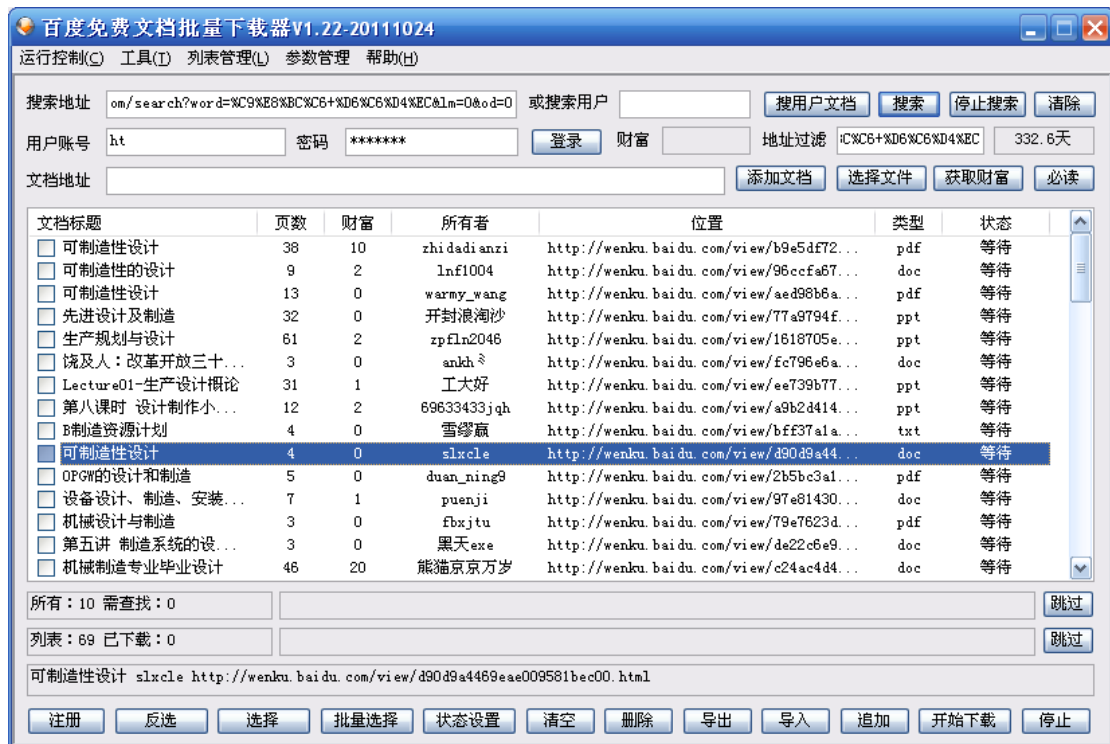 百度免费文档批量下载器V1.22-20111024
运行控制(C) 工具(T) 列表管理(L) 参数管理 帮助(H)
搜索地址 om/search?word=%C9%E8%BC%C6+%D6%C6%D4%EC&lm=0&od=0 或搜索用户 搜用户文档 搜索 停止搜索 清除
用户账号 ht 密码 ******* 登录 财富 地址过滤 C%C6+%D6%C6%D4%EC 332.6天
文档地址 添加文档 选择文件 获取财富 必读
文档标题 页数 财富 所有者 位置 类型 状态
可制造性设计 38 10 zhidadianzi http://wenku.baidu.com/view/b9e5df72... pdf 等待
可制造性的设计 9 2 lnf1004 http://wenku.baidu.com/view/96ccfa67... doc 等待
可制造性设计 13 0 warmy_wang http://wenku.baidu.com/view/aed98b6a... pdf 等待
先进设计及制造 32 0 开封浪淘沙 http://wenku.baidu.com/view/77a9794f... ppt 等待
生产规划与设计 61 2 zpfln2046 http://wenku.baidu.com/view/1618705e... ppt 等待
饶及人：改革开放三十... 3 0 ankh http://wenku.baidu.com/view/fc796e6a... doc 等待
Lecture01-生产设计概论 31 1 工大好 http://wenku.baidu.com/view/ee739b77... ppt 等待
第八课时 设计制作小... 12 2 69633433jqh http://wenku.baidu.com/view/a9b2d414... ppt 等待
B制造资源计划 4 0 雪缪嬴 http://wenku.baidu.com/view/bff37a1a... txt 等待
可制造性设计 4 0 slxcle http://wenku.baidu.com/view/d90d9a44... doc 等待
OPGW的设计和制造 5 0 duan_ning9 http://wenku.baidu.com/view/2b5bc3a1... pdf 等待
设备设计、制造、安装... 7 1 puenji http://wenku.baidu.com/view/97e81430... doc 等待
机械设计与制造 3 0 fbxjtu http://wenku.baidu.com/view/79e7623d... pdf 等待
第五讲 制造系统的设... 3 0 黑天exe http://wenku.baidu.com/view/de22c6e9... doc 等待
机械制造专业毕业设计 46 20 熊猫京京万岁 http://wenku.baidu.com/view/c24ac4d4... doc 等待
所有：10 需查找：0 跳过
列表：69 已下载：0 跳过
可制造性设计 slxcle http://wenku.baidu.com/view/d90d9a4469eae009581bec00.html
注册 反选 选择 批量选择 状态设置 清空 删除 导出 导入 追加 开始下载 停止